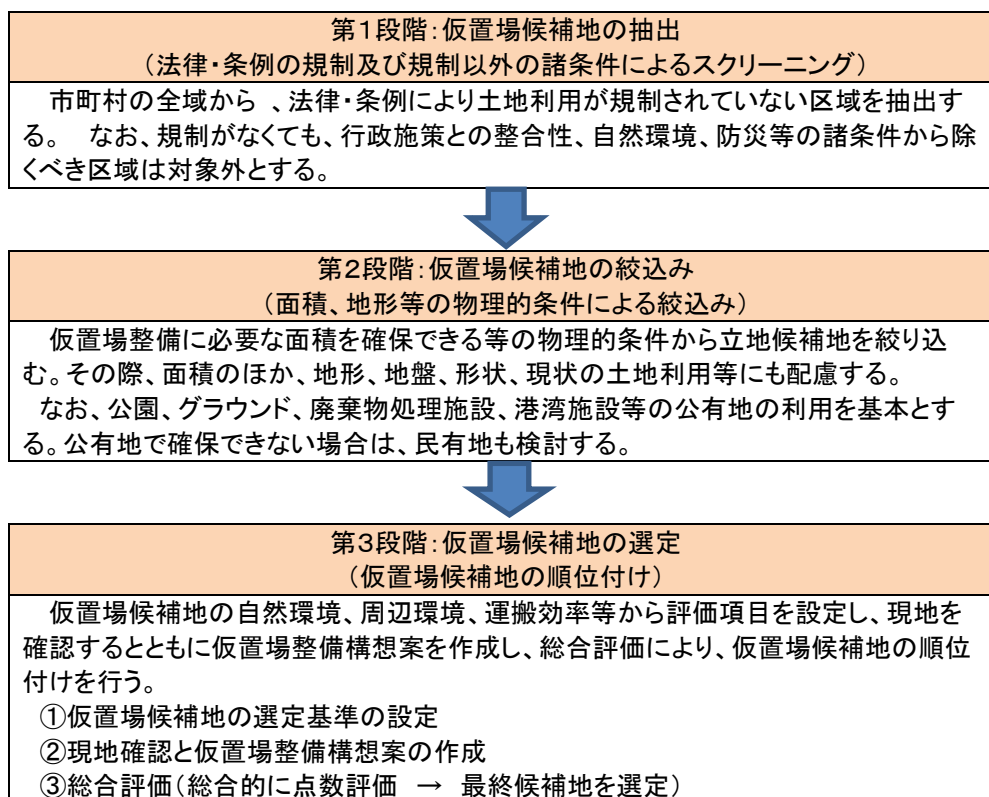 第１段階：仮置場候補地の抽出
（法律・条例の規制及び規制以外の諸条件によるスクリーニング）
市町村の全域から 、法律・条例により土地利用が規制されていない区域を抽出す
る。 なお、規制がなくても、行政施策との整合性、自然環境、防災等の諸条件から除
くべき区域は対象外とする。
第２段階：仮置場候補地の絞込み
（面積、地形等の物理的条件による絞込み）
仮置場整備に必要な面積を確保できる等の物理的条件から立地候補地を絞り込
む。その際、面積のほか、地形、地盤、形状、現状の土地利用等にも配慮する。
なお、公園、グラウンド、廃棄物処理施設、港湾施設等の公有地の利用を基本とす
る。公有地で確保できない場合は、民有地も検討する。
第３段階：仮置場候補地の選定
（仮置場候補地の順位付け）
仮置場候補地の自然環境、周辺環境、運搬効率等から評価項目を設定し、現地を
確認するとともに仮置場整備構想案を作成し、総合評価により、仮置場候補地の順位
付けを行う。
①仮置場候補地の選定基準の設定
②現地確認と仮置場整備構想案の作成
③総合評価（総合的に点数評価 → 最終候補地を選定）